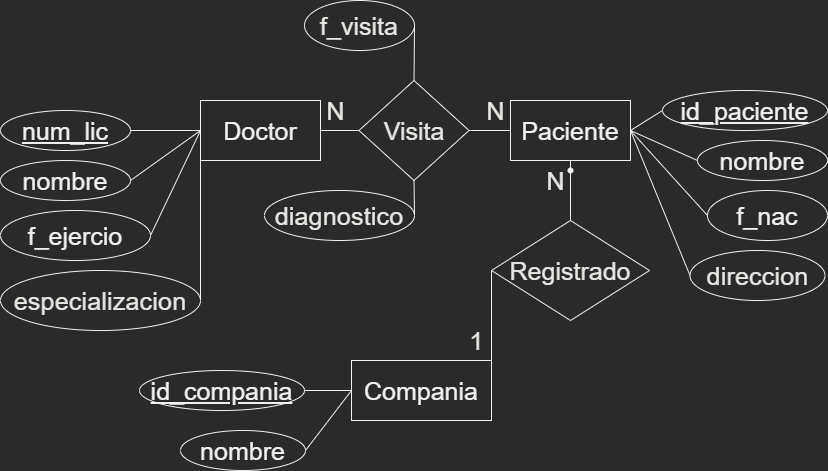 f_visita
N
N
num_lic
Doctor
Visita
Paciente
id_paciente
nombre
nombre
N
f_ejercio
diagnostico
f_nac
especializacion
Registrado
direccion
1
id_compania
Compania
nombre